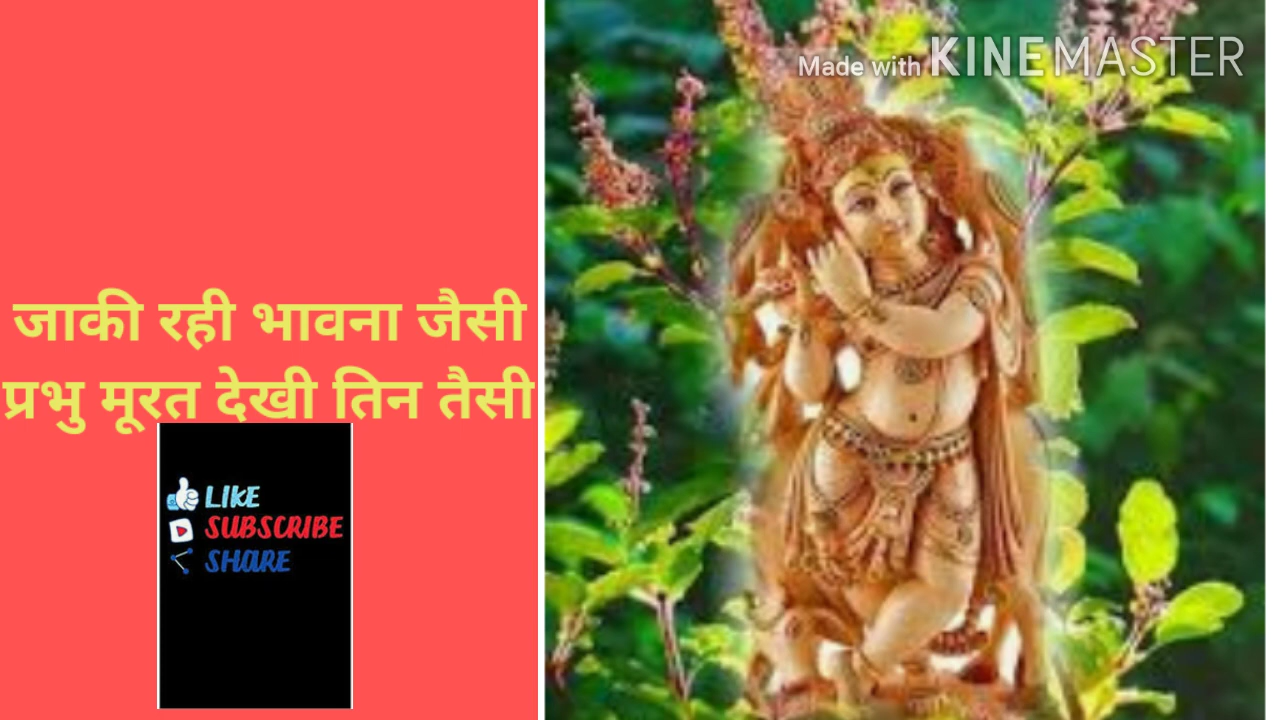 जाकी रही भावना जैसी
प्रभु मूरत देखी तिन तैसी
LIKE
SUBSCRIBE
SHARE
Made with KINEMASTER